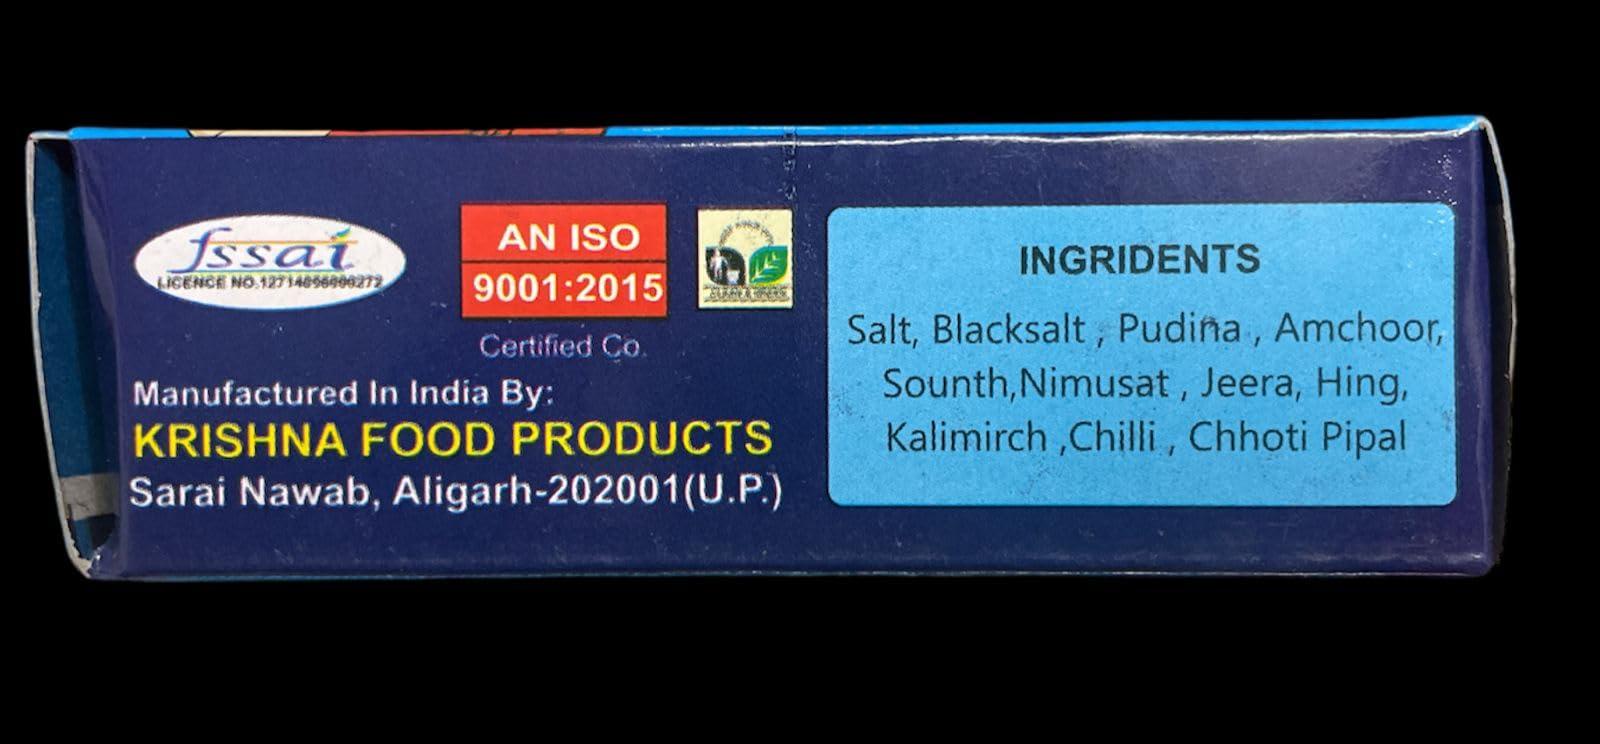 fssai
LICENCE NO.12714056000272
AN ISO
9001:2015
Certified Co.
Manufactured In India By:
KRISHNA FOOD PRODUCTS
Sarai Nawab, Aligarh-202001(U.P.)
INGRIDENTS
Salt, Blacksalt , Pudina , Amchoor,
Sounth,Nimusat , Jeera, Hing,
Kalimirch ,Chilli , Chhoti Pipal